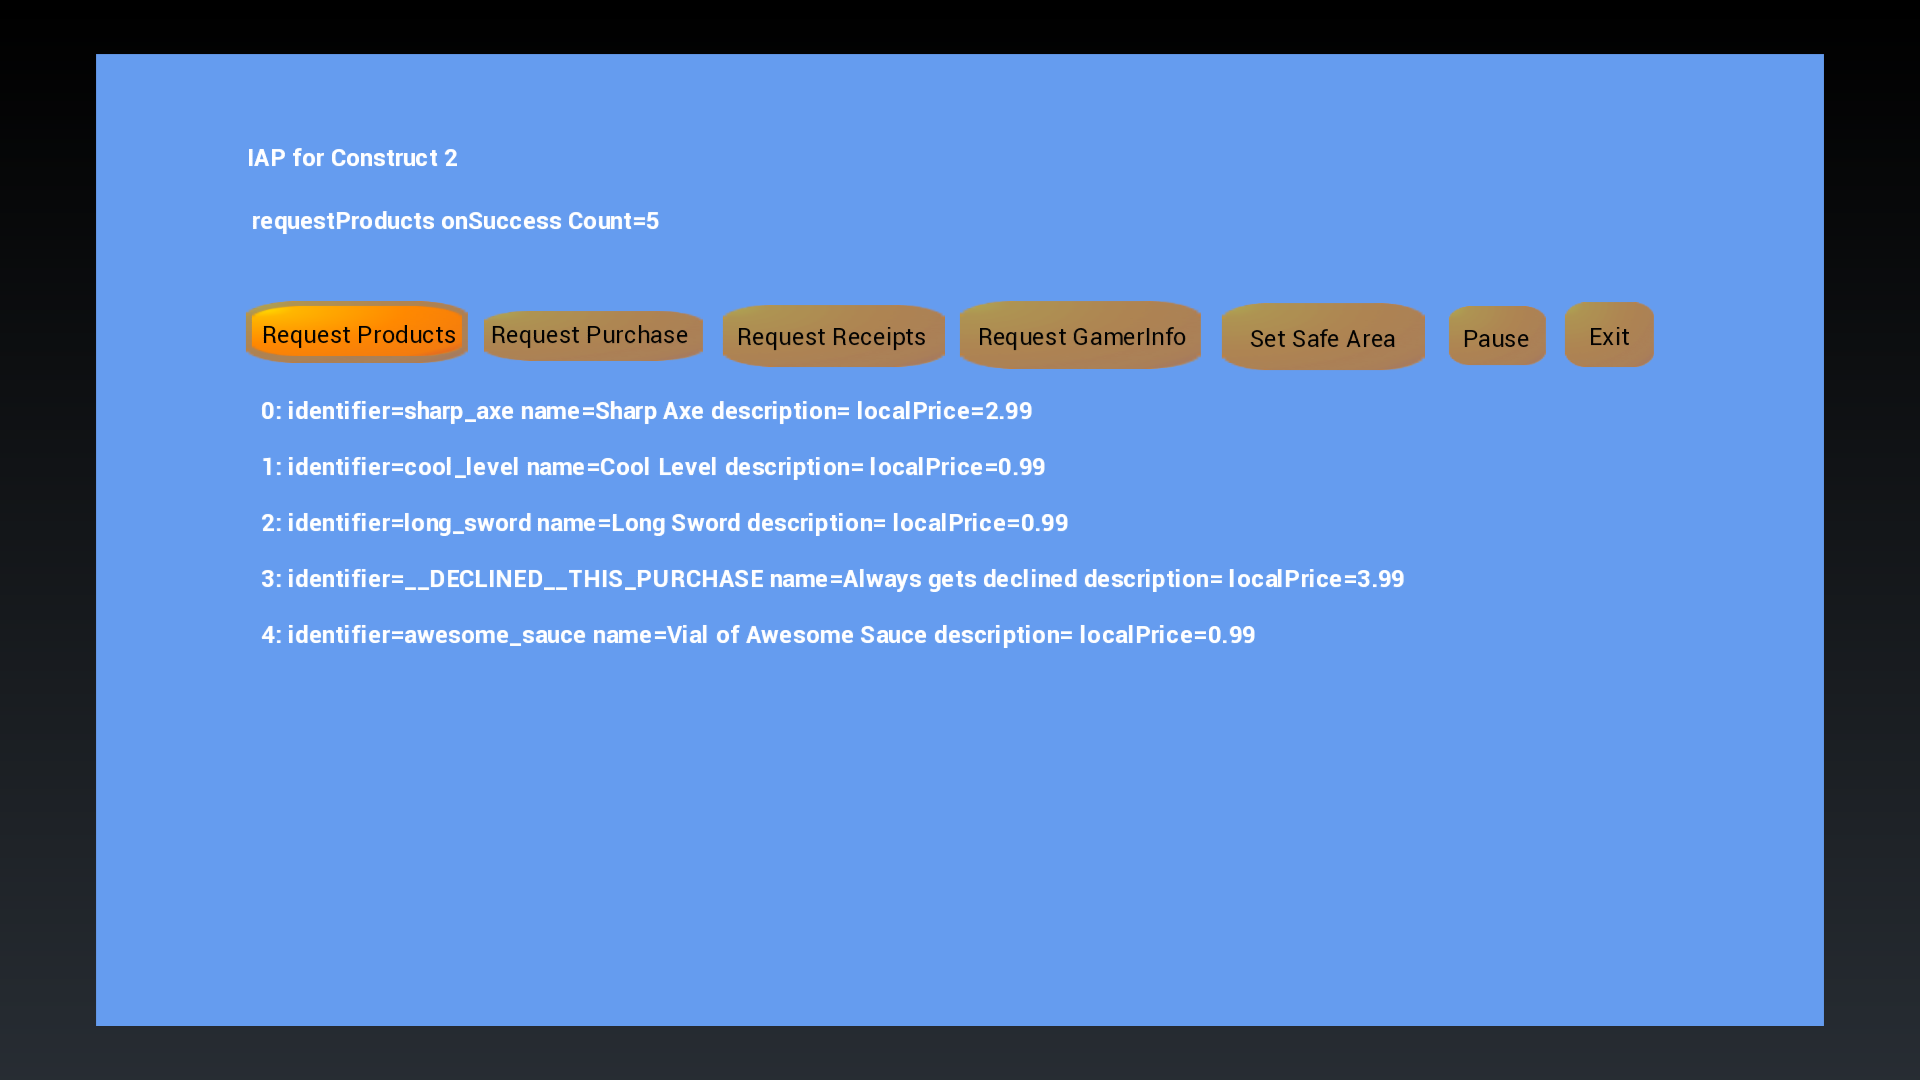 IAP for Construct 2
requestProducts onSuccess Count=5
Request Products Request Purchase Request Receipts Request GamerInfo Set Safe Area Pause Exit
0: identifier=sharp_axe name=Sharp Axe description= localPrice=2.99
1: identifier=cool_level name=Cool Level description= localPrice=0.99
2: identifier=long_sword name=Long Sword description= localPrice=0.99
3: identifier=__DECLINED__THIS_PURCHASE name=Always gets declined description= localPrice=3.99
4: identifier=awesome_sauce name=Vial of Awesome Sauce description= localPrice=0.99